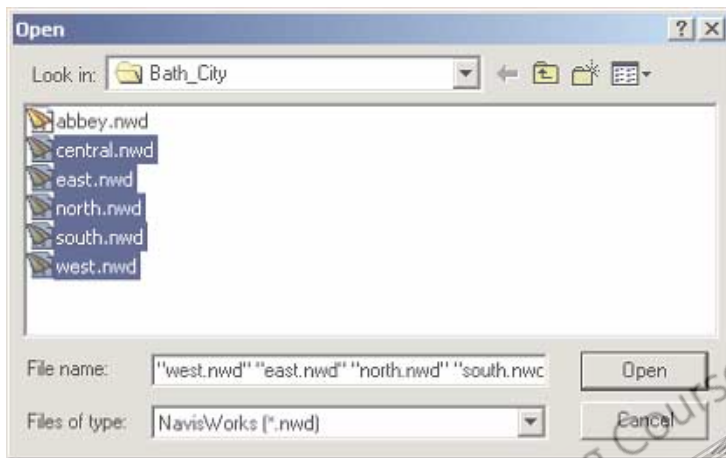 Open
Look in: Bath_City
abbey.nwd
central.nwd
east.nwd
north.nwd
south.nwd
west.nwd
File name: "west.nwd" "east.nwd" "north.nwd" "south.nwc Open
Files of type: NavisWorks (*.nwd) Cancel
g Course